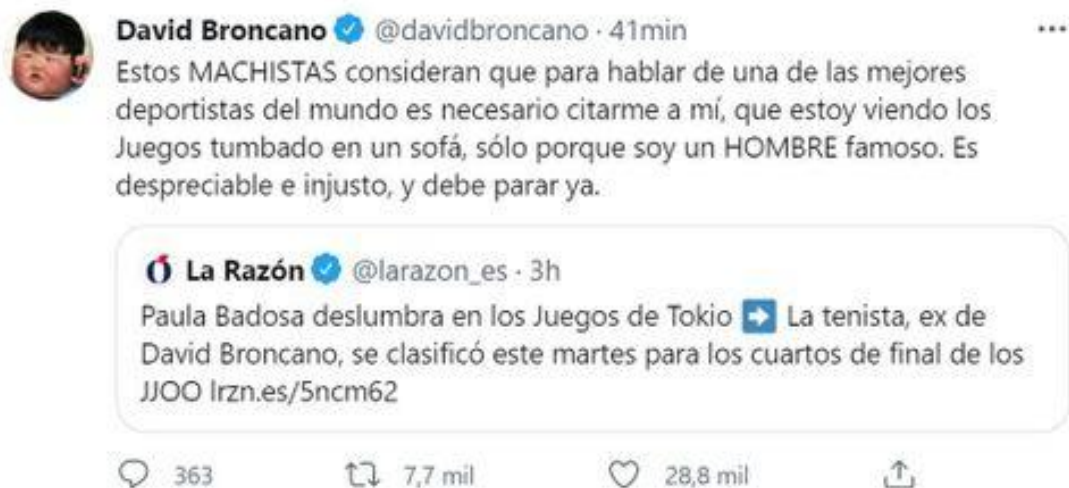 David Broncano @davidbroncano · 41min
Estos MACHISTAS consideran que para hablar de una de las mejores
deportistas del mundo es necesario citarme a mí, que estoy viendo los
Juegos tumbado en un sofá, sólo porque soy un HOMBRE famoso. Es
despreciable e injusto, y debe parar ya.
La Razón @larazon_es · 3h
Paula Badosa deslumbra en los Juegos de Tokio ➡️ La tenista, ex de
David Broncano, se clasificó este martes para los cuartos de final de los
JJOO lrzn.es/5ncm62
363 7,7 mil 28,8 mil